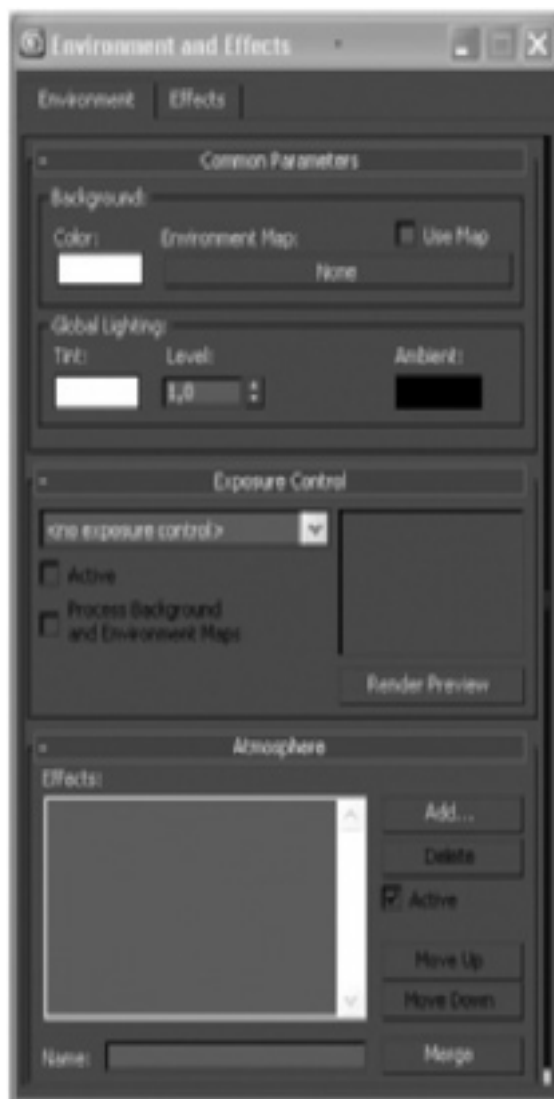 Environment and Effects
Environment Effects
- Common Parameters
Background:
Color: Environment Map: Use Map
None
Global Lighting:
Tint: Level: Ambient:
1,0
- Exposure Control
<no exposure control>
Active
Process Background
and Environment Maps
Render Preview
- Atmosphere
Effects:
Add...
Delete
Active
Move Up
Move Down
Name: Merge